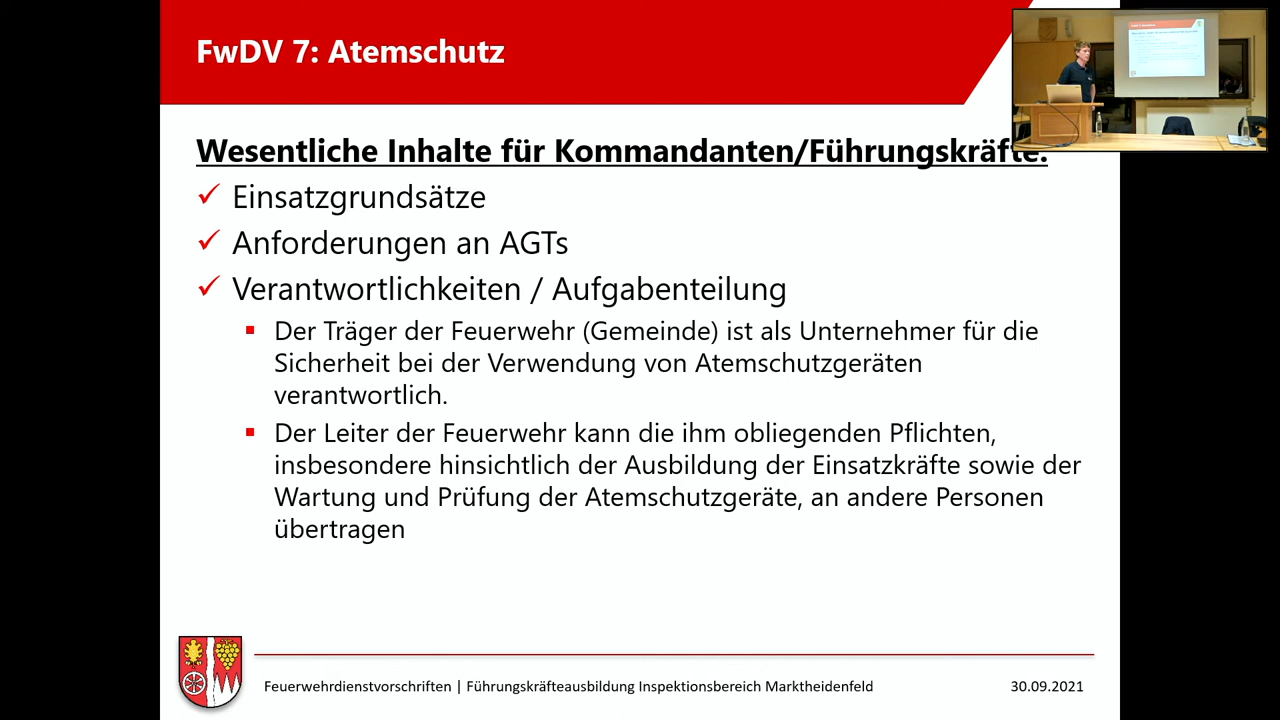 FwDV 7: Atemschutz
Wesentliche Inhalte für Kommandanten/Führungskräfte:
Einsatzgrundsätze
Anforderungen an AGTs
Verantwortlichkeiten / Aufgabenteilung
Der Träger der Feuerwehr (Gemeinde) ist als Unternehmer für die
Sicherheit bei der Verwendung von Atemschutzgeräten
verantwortlich.
Der Leiter der Feuerwehr kann die ihm obliegenden Pflichten,
insbesondere hinsichtlich der Ausbildung der Einsatzkräfte sowie der
Wartung und Prüfung der Atemschutzgeräte, an andere Personen
übertragen
Feuerwehrdienstvorschriften | Führungskräfteausbildung Inspektionsbereich Marktheidenfeld
30.09.2021